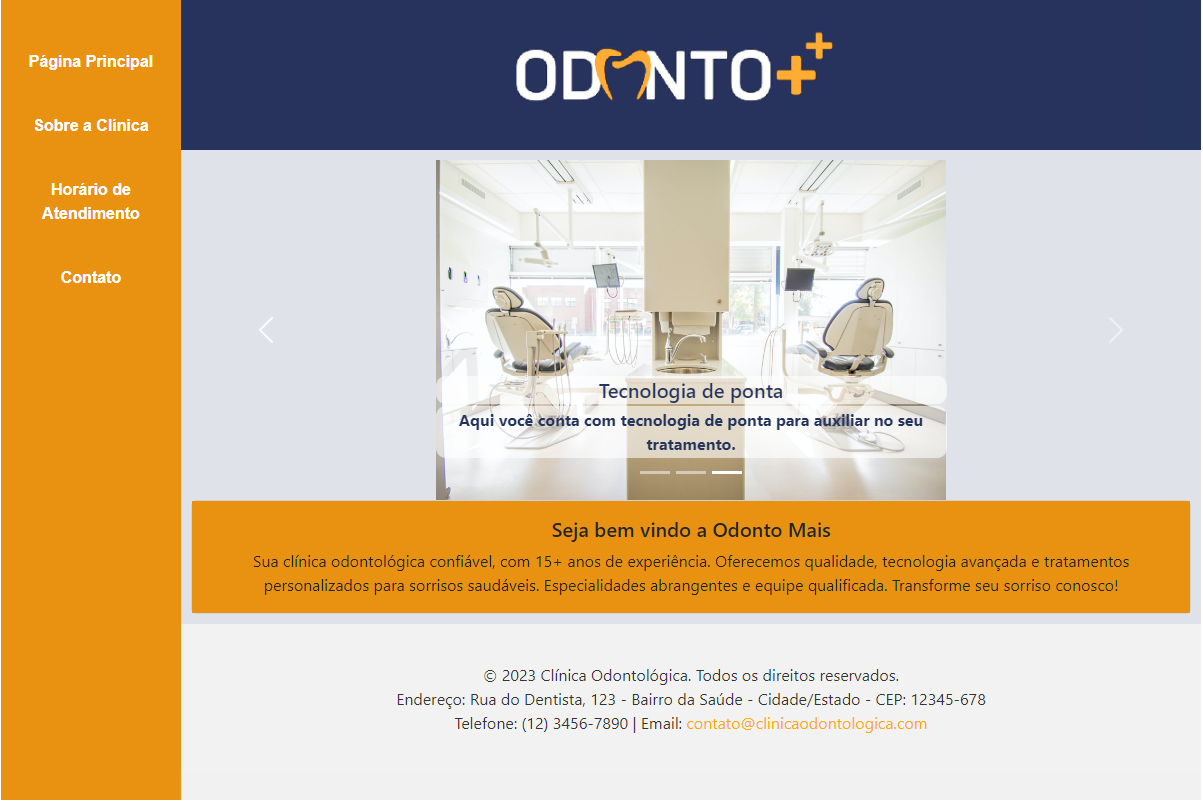 Página Principal
Sobre a Clínica
Horário de
Atendimento
Contato
ODONTO++
Tecnologia de ponta
Aqui você conta com tecnologia de ponta para auxiliar no seu
tratamento.
Seja bem vindo a Odonto Mais
Sua clínica odontológica confiável, com 15+ anos de experiência. Oferecemos qualidade, tecnologia avançada e tratamentos
personalizados para sorrisos saudáveis. Especialidades abrangentes e equipe qualificada. Transforme seu sorriso conosco!
© 2023 Clínica Odontológica. Todos os direitos reservados.
Endereço: Rua do Dentista, 123 - Bairro da Saúde - Cidade/Estado - CEP: 12345-678
Telefone: (12) 3456-7890 | Email: contato@clinicaodontologica.com